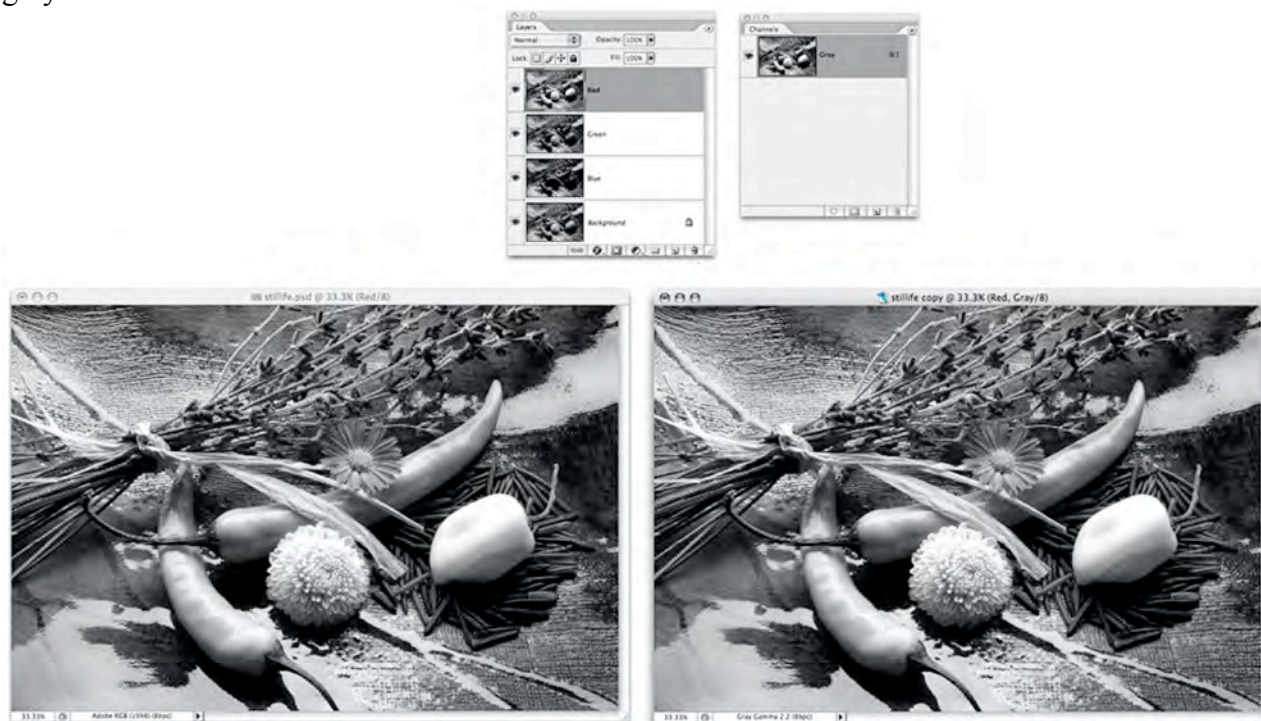 Layers
Normal Opacity: 100%
Lock: Fill: 100%
Red
Green
Blue
Background
Channels
Gray
stillife.psd @ 33.3% (Red/8)
33.33% Adobe RGB (1998) (8bpc)
stillife copy @ 33.3% (Red, Gray/8)
33.33% Gray Gamma 2.2 (8bpc)